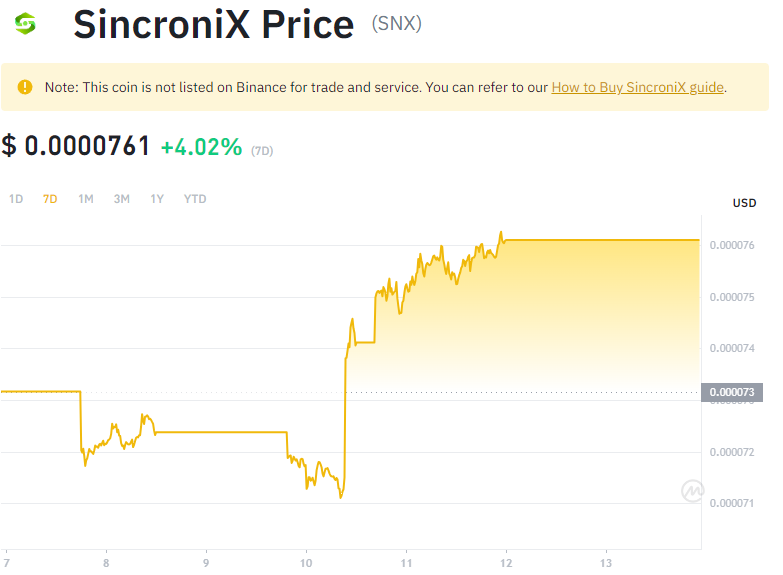 SincroniX Price (SNX)
Note: This coin is not listed on Binance for trade and service. You can refer to our How to Buy SincroniX guide.
$ 0.0000761 +4.02% (7D)
1D 7D 1M 3M 1Y YTD
USD
0.000076
0.000075
0.000074
0.000073
0.000072
0.000071
7 8 9 10 11 12 13